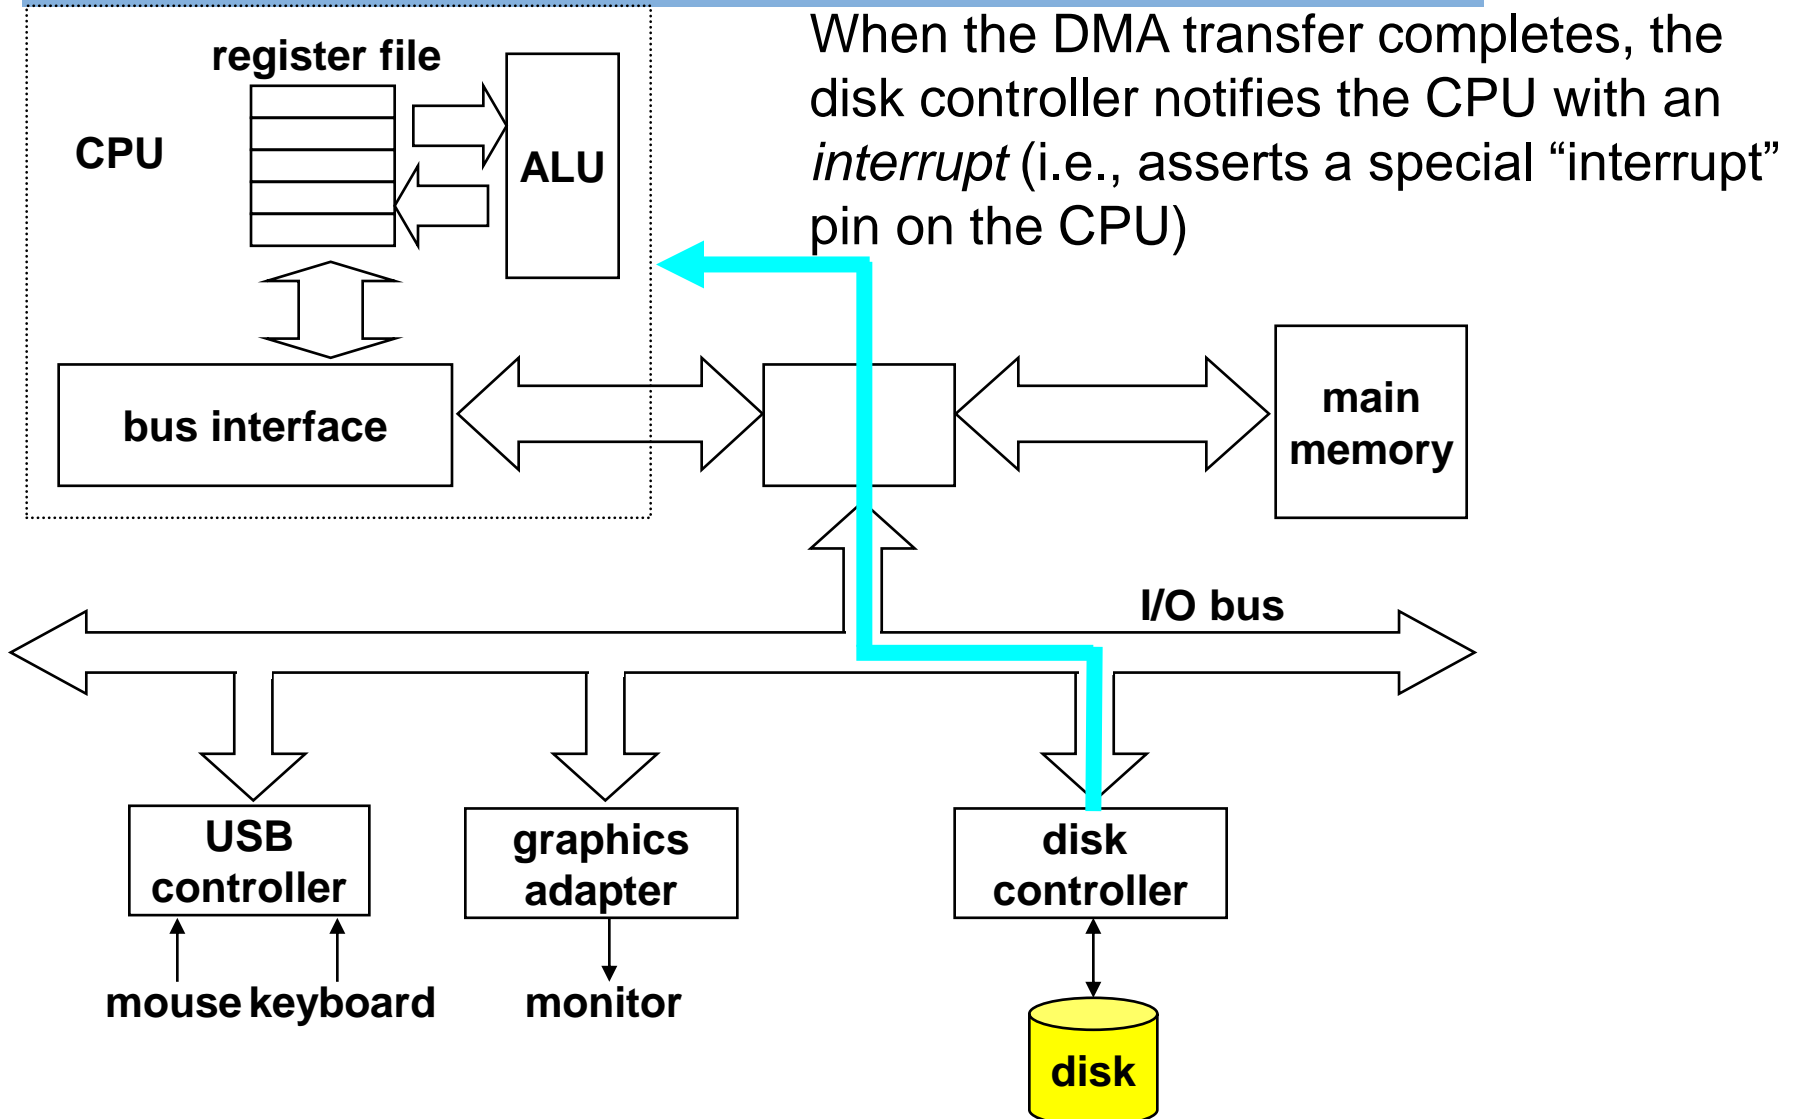 When the DMA transfer completes, the
disk controller notifies the CPU with an
interrupt (i.e., asserts a special “interrupt”
pin on the CPU)
register file
CPU
ALU
bus interface
main
memory
I/O bus
USB
controller
graphics
adapter
disk
controller
mouse
keyboard
monitor
disk